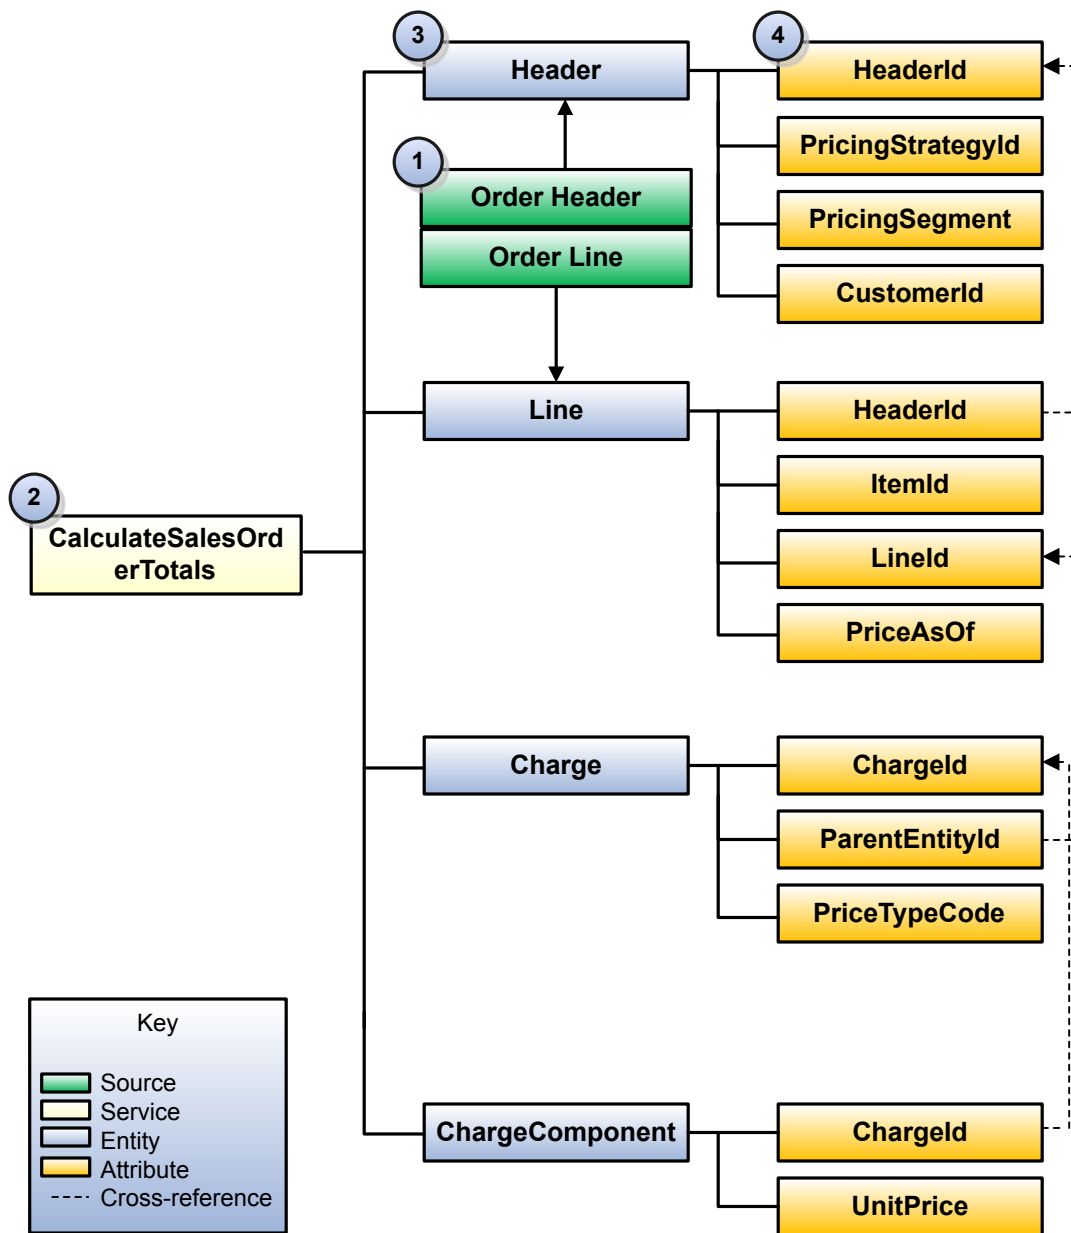 3
Header
4
HeaderId
PricingStrategyId
PricingSegment
CustomerId
1
Order Header
Order Line
Line
HeaderId
ItemId
LineId
PriceAsOf
2
CalculateSalesOrd
erTotals
Charge
ChargeId
ParentEntityId
PriceTypeCode
ChargeComponent
ChargeId
UnitPrice
Key
Source
Service
Entity
Attribute
Cross-reference